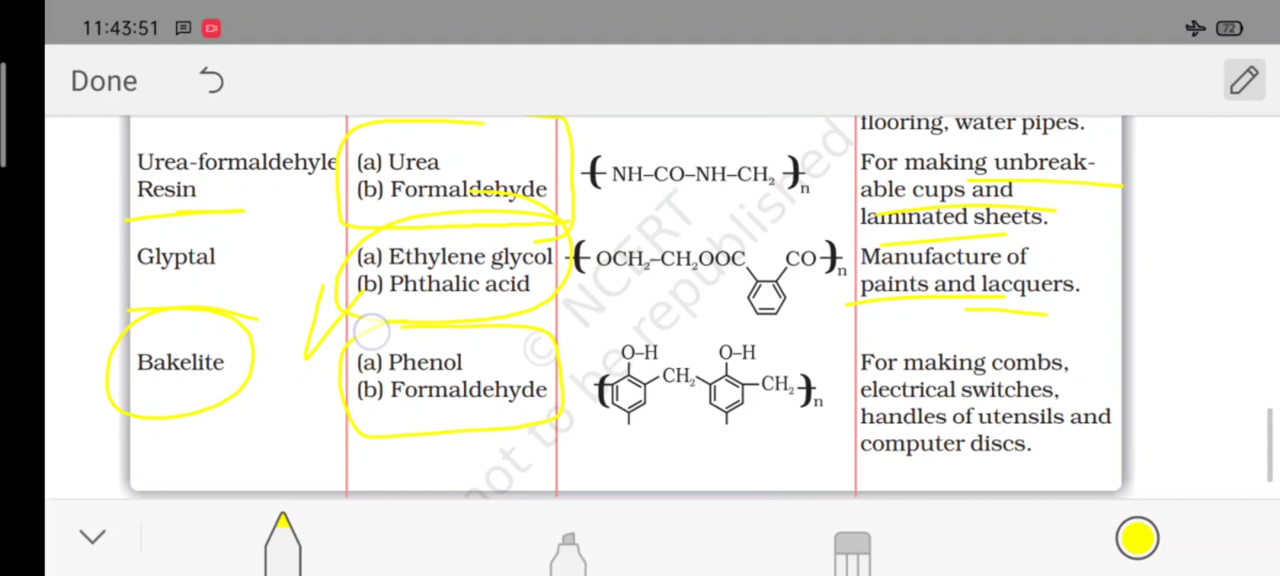 11:43:51
72
Done
flooring, water pipes.
Urea-formaldehyle
Resin
(a) Urea
(b) Formaldehyde
NH–CO–NH–CH2 n
For making unbreak-
able cups and
laminated sheets.
Glyptal
(a) Ethylene glycol
(b) Phthalic acid
OCH2–CH2OOC CO n
Manufacture of
paints and lacquers.
Bakelite
(a) Phenol
(b) Formaldehyde
O–H O–H
CH2 CH2 n
For making combs,
electrical switches,
handles of utensils and
computer discs.
© NCERT
not to be republished